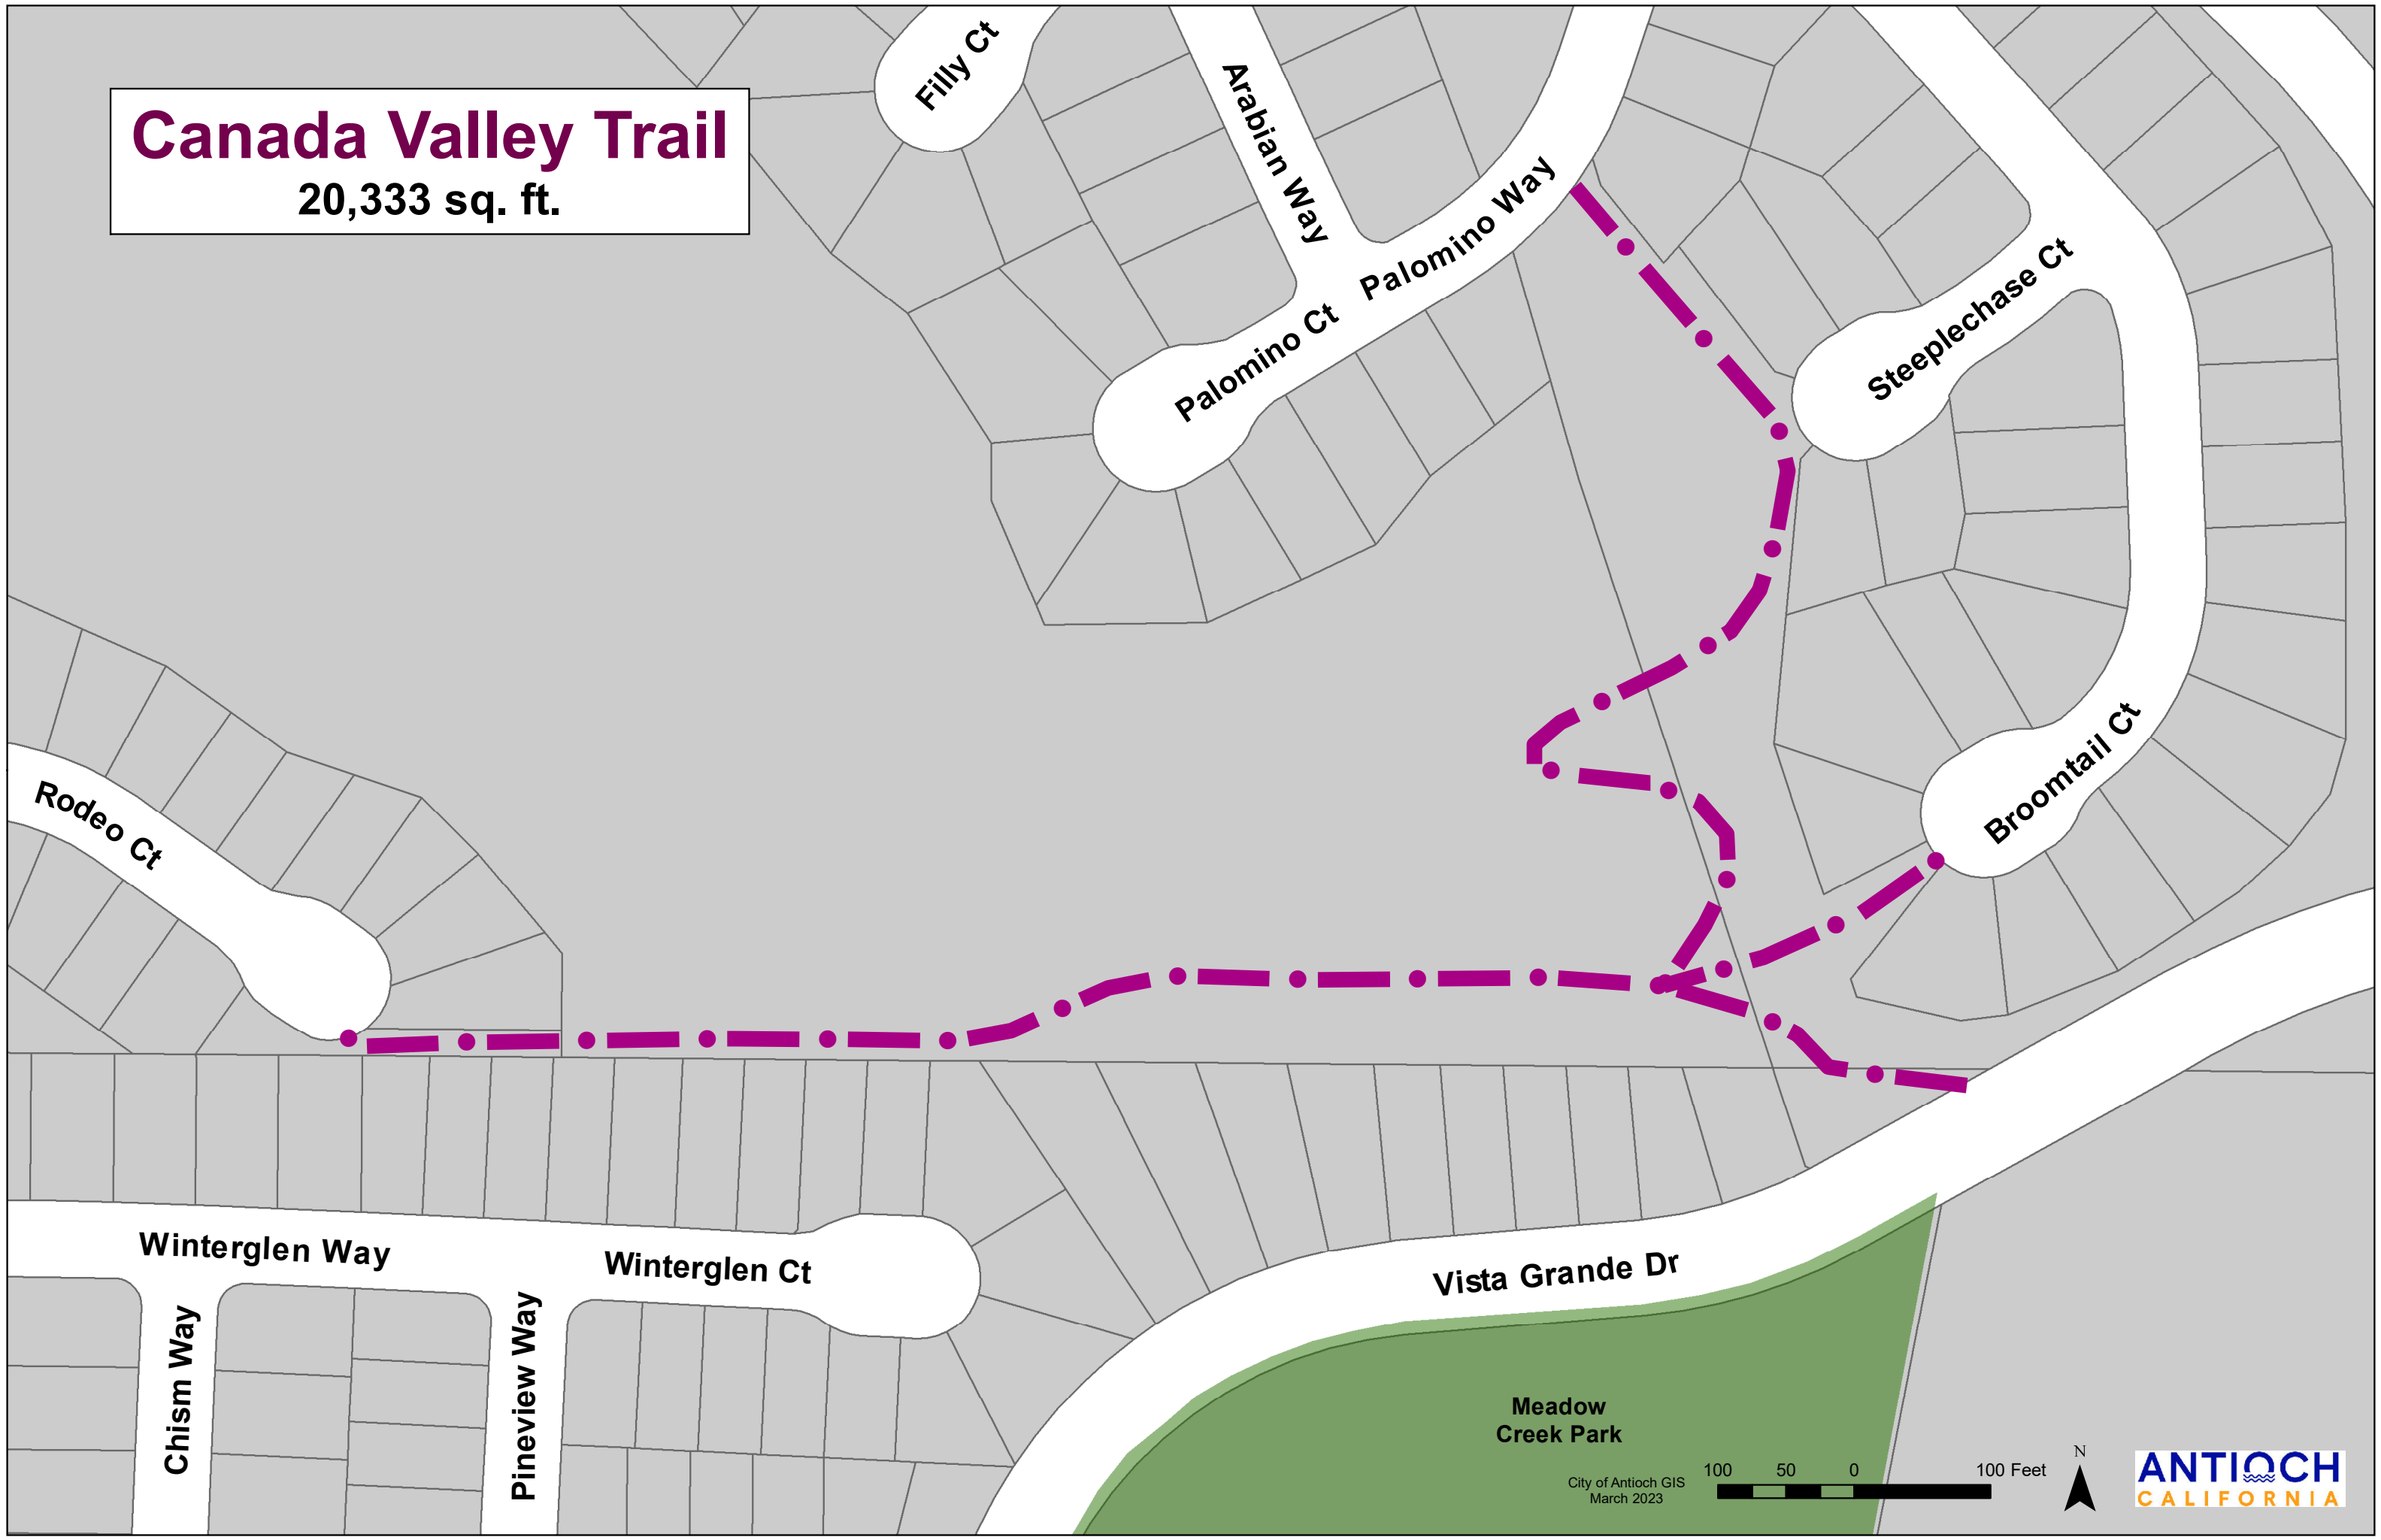 Canada Valley Trail
20,333 sq. ft.
Filly Ct
Arabian Way
Palomino Way
Palomino Ct
Steeplechase Ct
Broomtail Ct
Rodeo Ct
Winterglen Way
Winterglen Ct
Vista Grande Dr
Chism Way
Pineview Way
Meadow
Creek Park
City of Antioch GIS
March 2023
100 50 0 100 Feet
N
ANTIOCH
CALIFORNIA